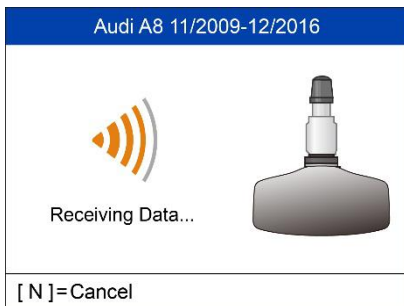 Audi A8 11/2009-12/2016
Receiving Data...
[ N ]=Cancel